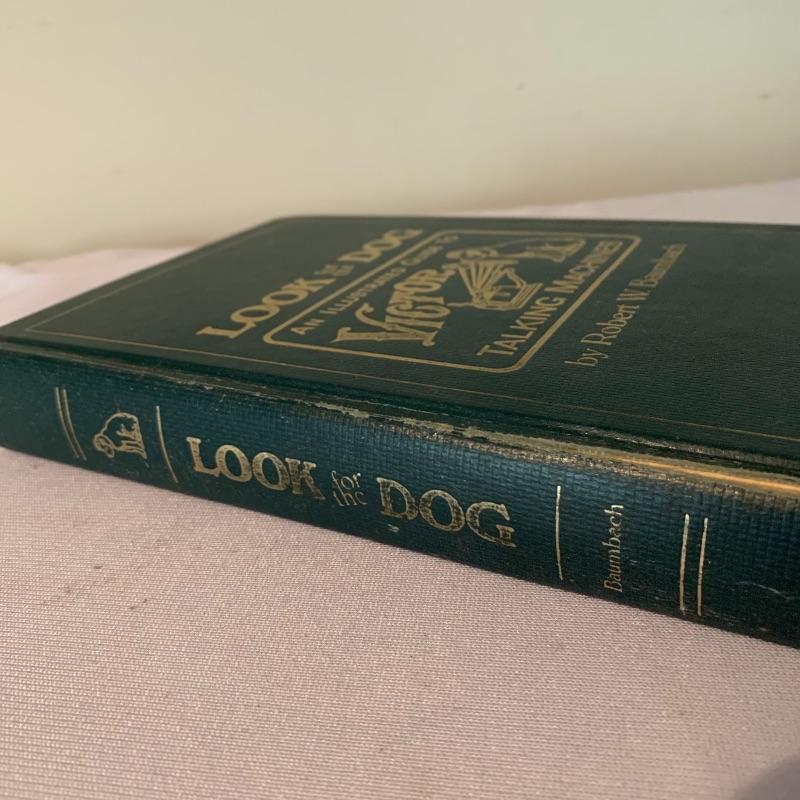 LOOK for the DOG
AN ILLUSTRATED GUIDE TO
VICTOR
TALKING MACHINES
by Robert W. Baumbach
LOOK for the DOG
Baumbach